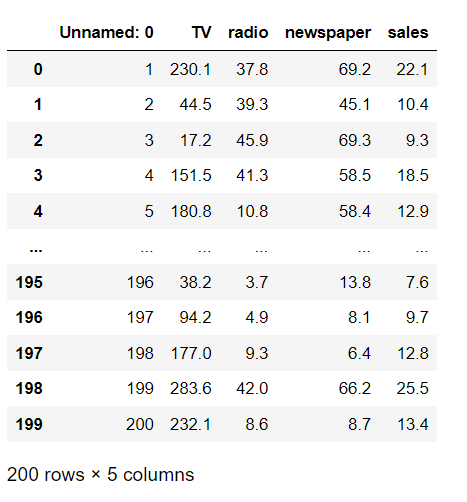 Unnamed: 0 TV radio newspaper sales
0 1 230.1 37.8 69.2 22.1
1 2 44.5 39.3 45.1 10.4
2 3 17.2 45.9 69.3 9.3
3 4 151.5 41.3 58.5 18.5
4 5 180.8 10.8 58.4 12.9
... ... ... ... ... ...
195 196 38.2 3.7 13.8 7.6
196 197 94.2 4.9 8.1 9.7
197 198 177.0 9.3 6.4 12.8
198 199 283.6 42.0 66.2 25.5
199 200 232.1 8.6 8.7 13.4
200 rows × 5 columns